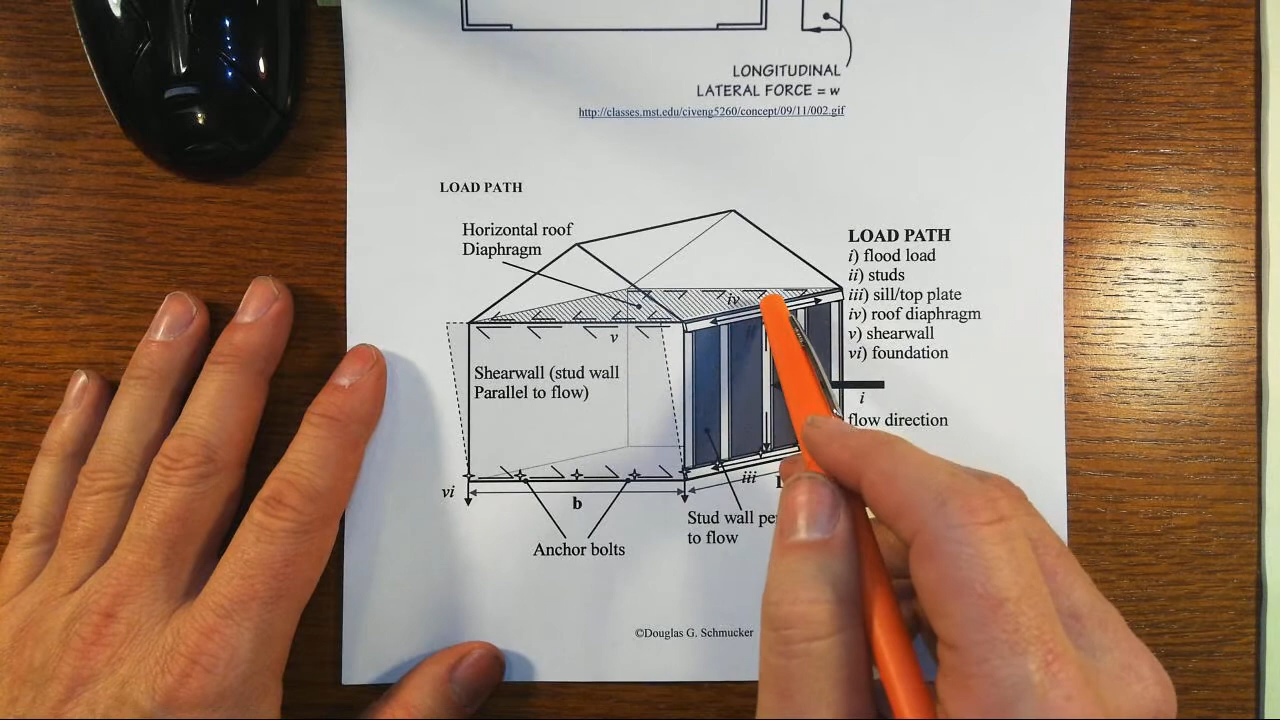 LONGITUDINAL
LATERAL FORCE = w
http://classes.mst.edu/civeng5260/concept/09/11/002.gif
LOAD PATH
Horizontal roof
Diaphragm
LOAD PATH
i) flood load
ii) studs
iii) sill/top plate
iv) roof diaphragm
v) shearwall
vi) foundation
iv
v
Shearwall (stud wall
Parallel to flow)
i
flow direction
vi
b
iii
Stud wall
to flow
Anchor bolts
©Douglas G. Schmucker